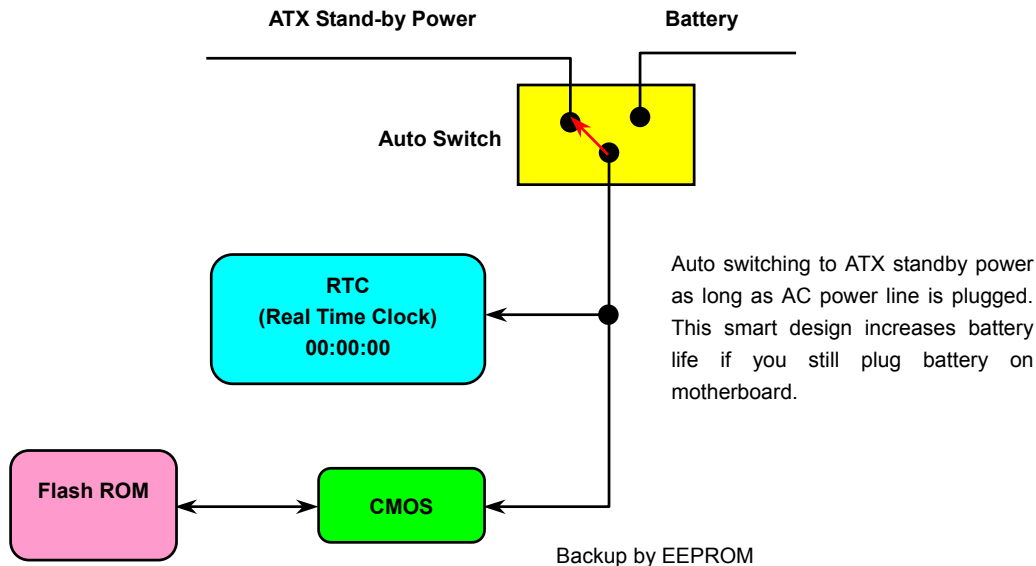 ATX Stand-by Power
Battery
Auto Switch
RTC
(Real Time Clock)
00:00:00
Auto switching to ATX standby power
as long as AC power line is plugged.
This smart design increases battery
life if you still plug battery on
motherboard.
Flash ROM
CMOS
Backup by EEPROM